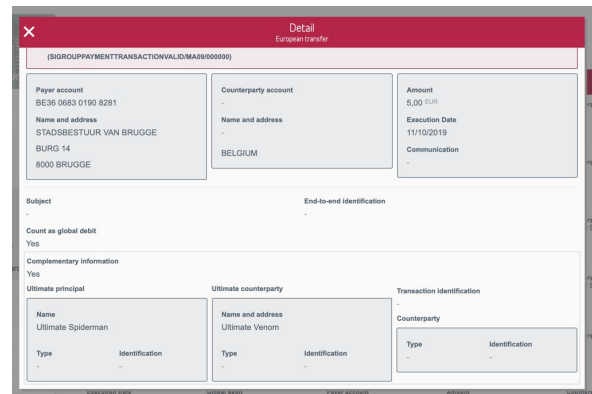 Detail
European transfer
(SIGROUPPAYMENTTRANSACTIONVALID/MA09/000000)
Payer account
BE36 0683 0190 8281
Name and address
STADSBESTUUR VAN BRUGGE
BURG 14
8000 BRUGGE
Counterparty account
-
Name and address
-
BELGIUM
Amount
5,00 EUR
Execution Date
11/10/2019
Communication
-
Subject
-
End-to-end identification
-
Count as global debit
Yes
Complementary information
Yes
Ultimate principal
Name
Ultimate Spiderman
Type Identification
- -
Ultimate counterparty
Name and address
Ultimate Venom
Type Identification
- -
Transaction identification
-
Counterparty
Type Identification
- -
Execution Date Global debit Payer account Amount